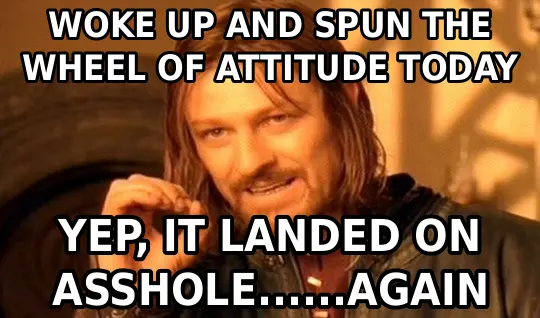 WOKE UP AND SPUN THE
WHEEL OF ATTITUDE TODAY
YEP, IT LANDED ON
ASSHOLE......AGAIN